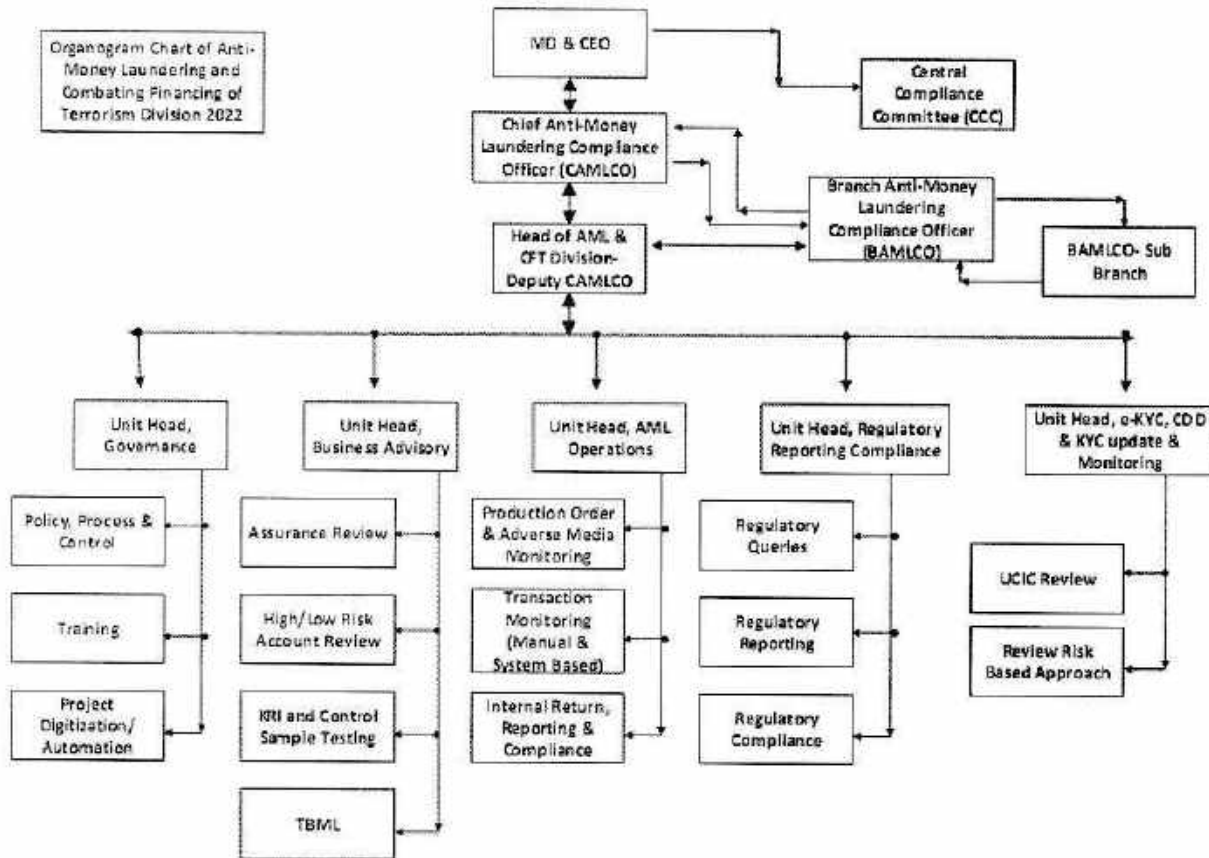 Organogram Chart of Anti-
Money Laundering and
Combating Financing of
Terrorism Division 2022
MD & CEO
Central
Compliance
Committee (CCC)
Chief Anti-Money
Laundering Compliance
Officer (CAMLCO)
Branch Anti-Money
Laundering
Compliance Officer
(BAMLCO)
BAMLCO- Sub
Branch
Head of AML &
CFT Division-
Deputy CAMLCO
Unit Head,
Governance
Unit Head,
Business Advisory
Unit Head, AML
Operations
Unit Head, Regulatory
Reporting Compliance
Unit Head, e-KYC, CDD
& KYC update &
Monitoring
Policy, Process &
Control
Training
Project
Digitization/
Automation
Assurance Review
High/Low Risk
Account Review
KRI and Control
Sample Testing
TBML
Production Order
& Adverse Media
Monitoring
Transaction
Monitoring
(Manual &
System Based)
Internal Return,
Reporting &
Compliance
Regulatory
Queries
Regulatory
Reporting
Regulatory
Compliance
UCIC Review
Review Risk
Based Approach